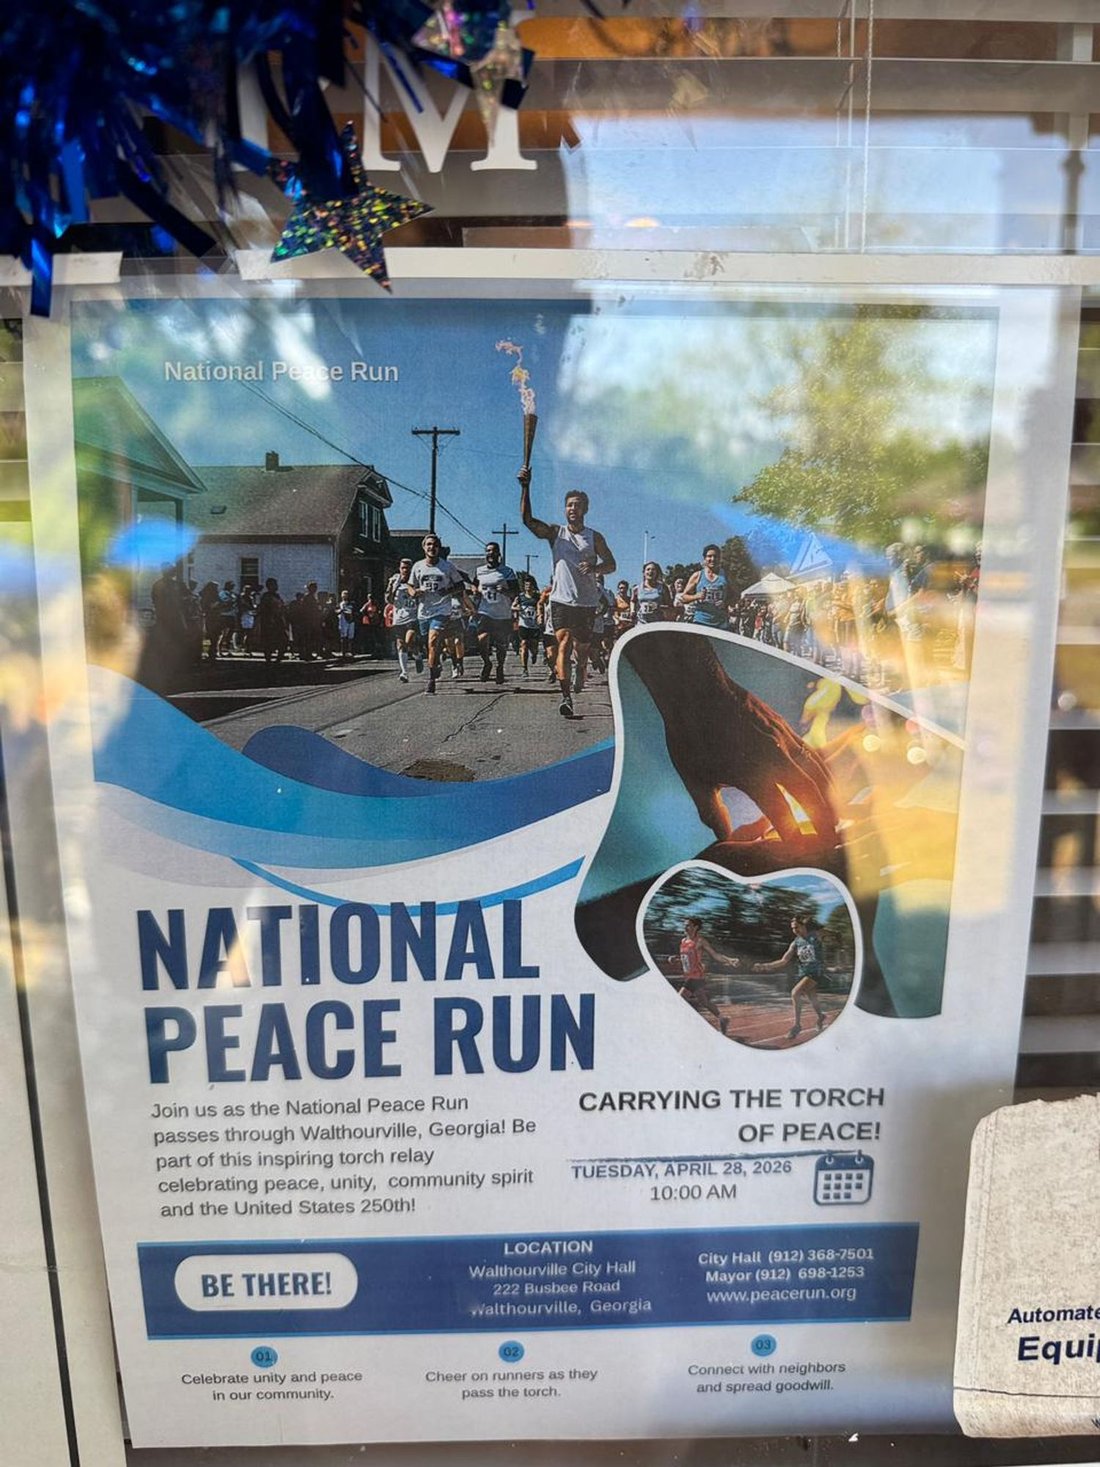 M
National Peace Run
NATIONAL
PEACE RUN
Join us as the National Peace Run
passes through Walthourville, Georgia! Be
part of this inspiring torch relay
celebrating peace, unity, community spirit
and the United States 250th!
CARRYING THE TORCH
OF PEACE!
TUESDAY, APRIL 28, 2026
10:00 AM
BE THERE!
LOCATION
Walthourville City Hall
222 Busbee Road
Walthourville, Georgia
City Hall (912) 368-7501
Mayor (912) 698-1253
www.peacerun.org
01
Celebrate unity and peace
in our community.
02
Cheer on runners as they
pass the torch.
03
Connect with neighbors
and spread goodwill.
Automate
Equip